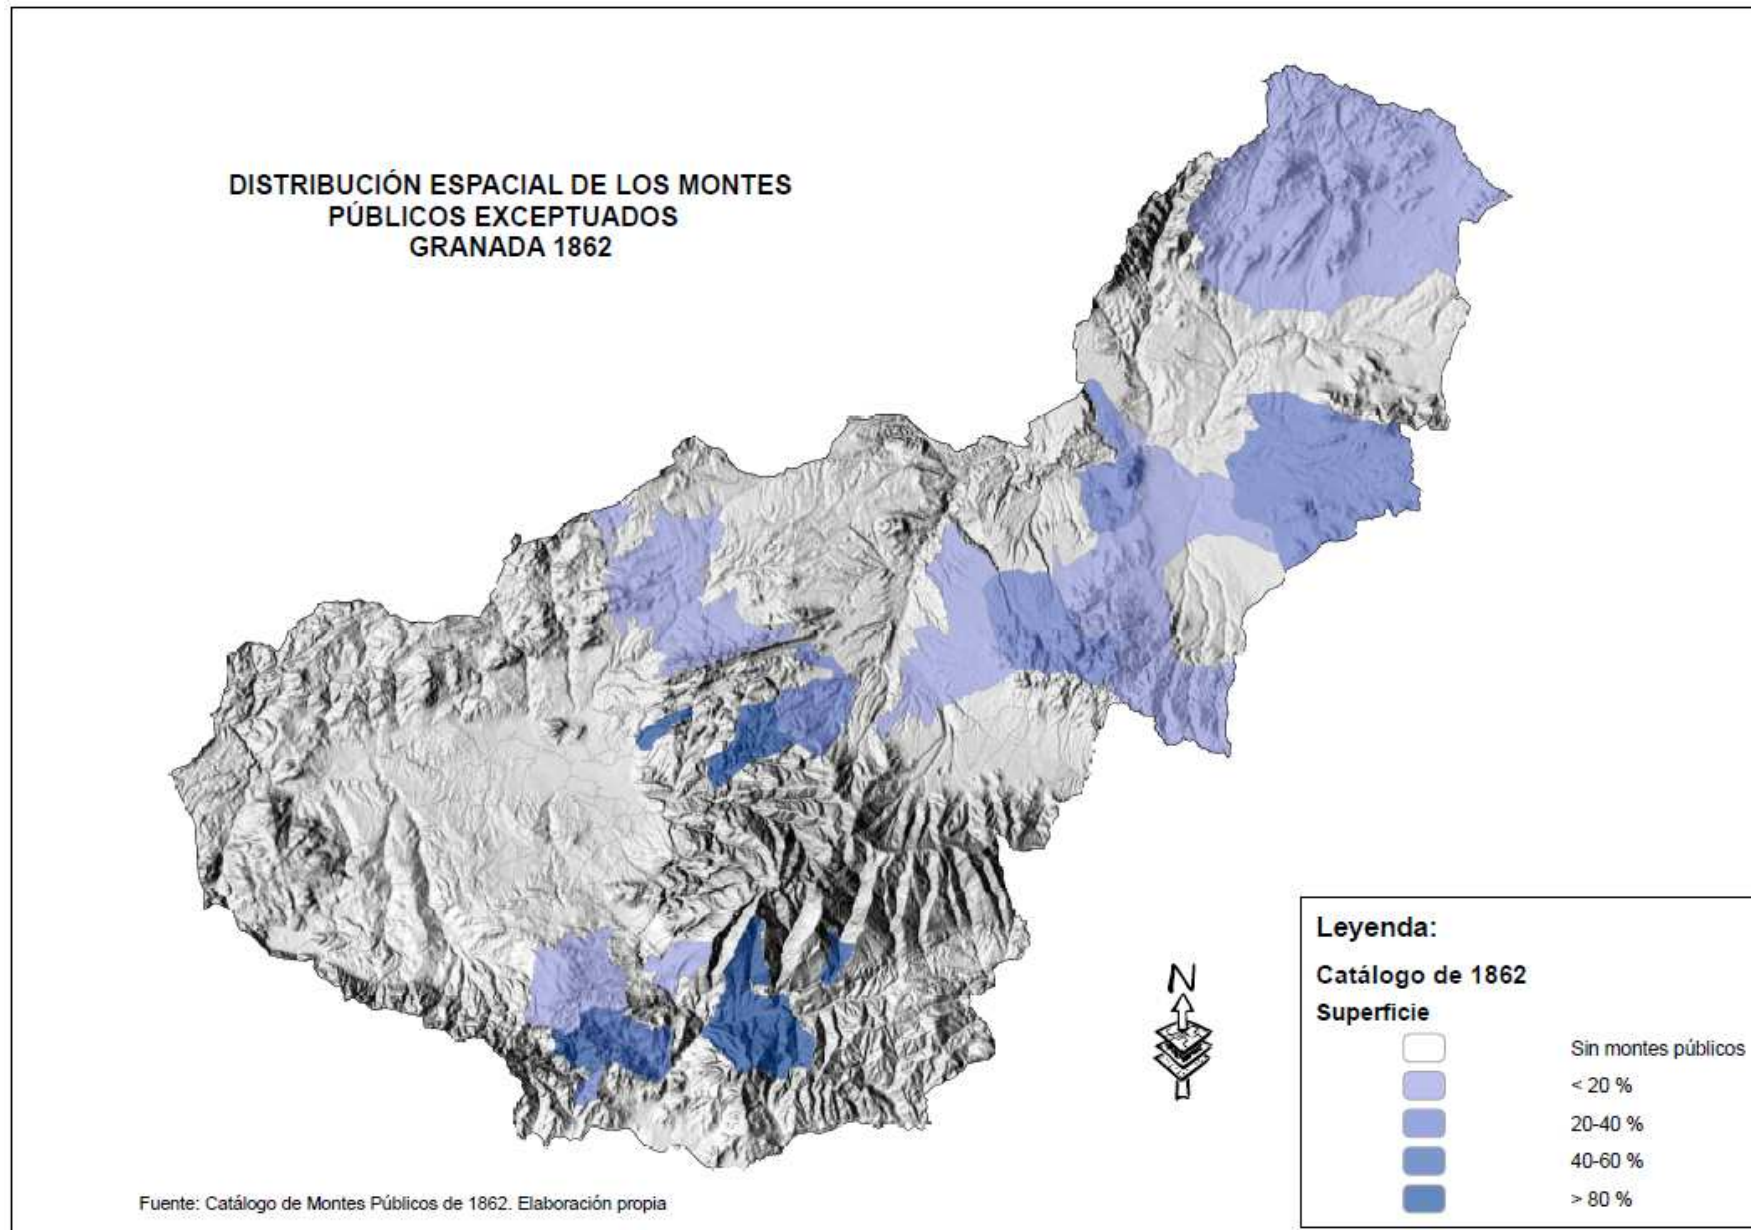 DISTRIBUCIÓN ESPACIAL DE LOS MONTES
PÚBLICOS EXCEPTUADOS
GRANADA 1862
N
Leyenda:
Catálogo de 1862
Superficie
Sin montes públicos
< 20 %
20-40 %
40-60 %
> 80 %
Fuente: Catálogo de Montes Públicos de 1862. Elaboración propia